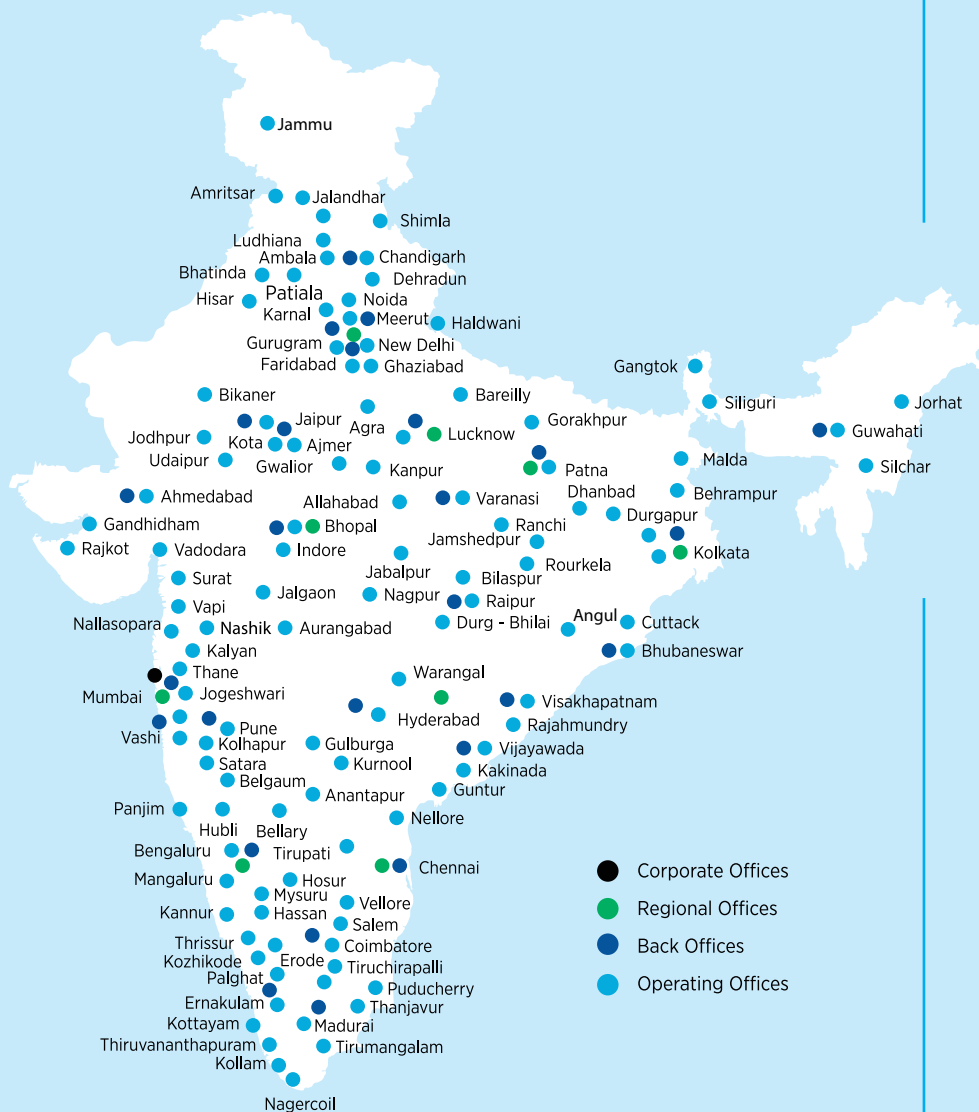 Jammu
Amritsar
Jalandhar
Shimla
Ludhiana
Ambala
Chandigarh
Bhatinda
Dehradun
Hisar
Patiala
Noida
Karnal
Meerut
Haldwani
Gurugram
New Delhi
Faridabad
Ghaziabad
Gangtok
Bikaner
Bareilly
Siliguri
Jorhat
Jaipur
Agra
Gorakhpur
Jodhpur
Kota
Ajmer
Lucknow
Guwahati
Udaipur
Gwalior
Kanpur
Patna
Malda
Silchar
Ahmedabad
Allahabad
Varanasi
Dhanbad
Behrampur
Gandhidham
Bhopal
Ranchi
Durgapur
Rajkot
Vadodara
Indore
Jamshedpur
Kolkata
Jabalpur
Rourkela
Surat
Bilaspur
Jalgaon
Nagpur
Raipur
Vapi
Nallasopara
Nashik
Aurangabad
Durg - Bhilai
Angul
Cuttack
Kalyan
Bhubaneswar
Thane
Warangal
Mumbai
Jogeshwari
Visakhapatnam
Hyderabad
Rajahmundry
Vashi
Pune
Kolhapur
Gulburga
Vijayawada
Satara
Kurnool
Kakinada
Belgaum
Anantapur
Guntur
Panjim
Nellore
Hubli
Bellary
Bengaluru
Tirupati
Chennai
Corporate Offices
Mangaluru
Hosur
Mysuru
Vellore
Regional Offices
Kannur
Hassan
Salem
Thrissur
Coimbatore
Back Offices
Kozhikode
Erode
Tiruchirapalli
Palghat
Puducherry
Operating Offices
Ernakulam
Thanjavur
Kottayam
Madurai
Thiruvananthapuram
Tirumangalam
Kollam
Nagercoil